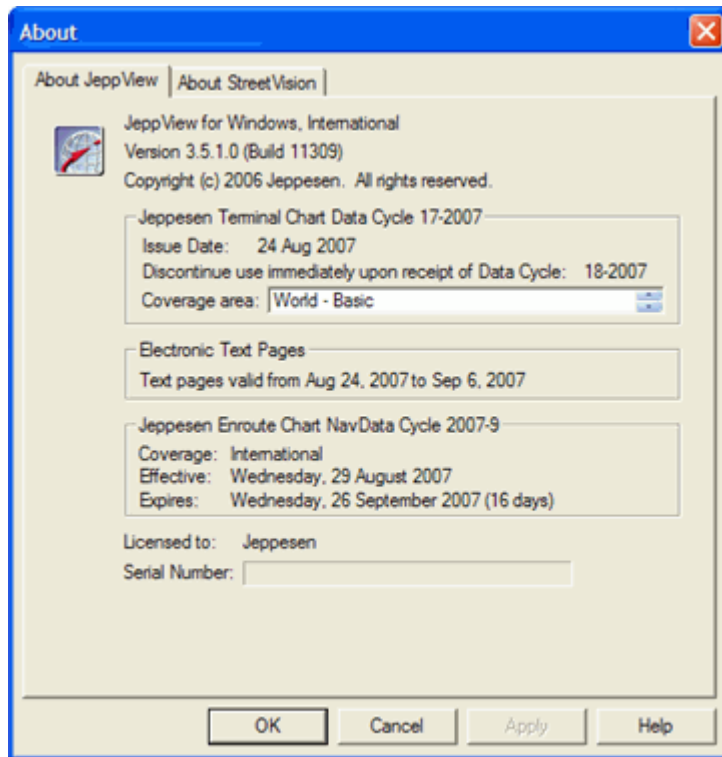 About
About JeppView
About StreetVision
JeppView for Windows, International
Version 3.5.1.0 (Build 11309)
Copyright (c) 2006 Jeppesen. All rights reserved.
Jeppesen Terminal Chart Data Cycle 17-2007
Issue Date: 24 Aug 2007
Discontinue use immediately upon receipt of Data Cycle: 18-2007
Coverage area: World - Basic
Electronic Text Pages
Text pages valid from Aug 24, 2007 to Sep 6, 2007
Jeppesen Enroute Chart NavData Cycle 2007-9
Coverage: International
Effective: Wednesday, 29 August 2007
Expires: Wednesday, 26 September 2007 (16 days)
Licensed to: Jeppesen
Serial Number:
OK Cancel Apply Help